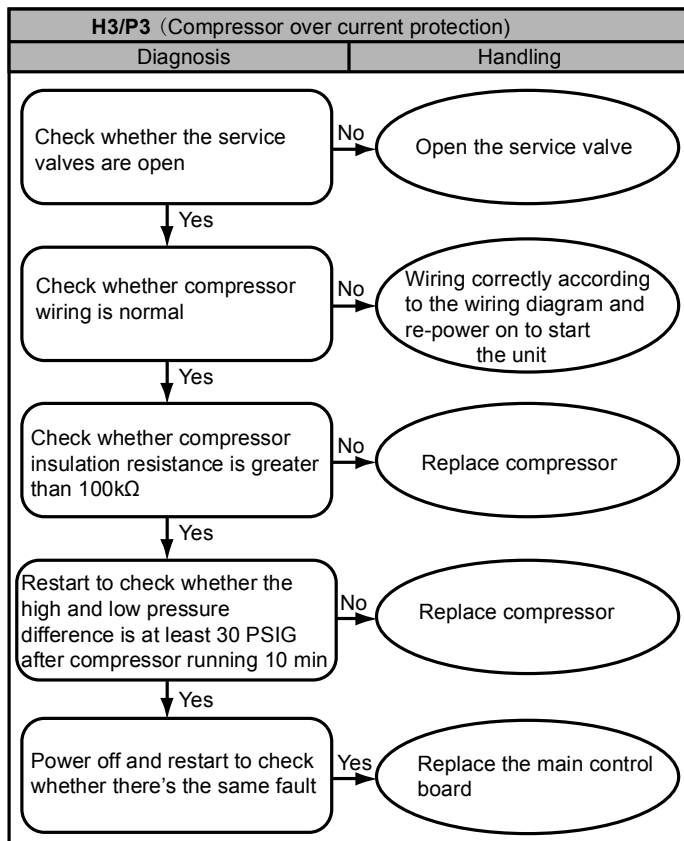 H3/P3（Compressor over current protection)
Diagnosis
Handling
Check whether the service
valves are open
No
Open the service valve
Yes
Check whether compressor
wiring is normal
No
Wiring correctly according
to the wiring diagram and
re-power on to start
the unit
Yes
Check whether compressor
insulation resistance is greater
than 100kΩ
No
Replace compressor
Yes
Restart to check whether the
high and low pressure
difference is at least 30 PSIG
after compressor running 10 min
No
Replace compressor
Yes
Power off and restart to check
whether there's the same fault
Yes
Replace the main control
board